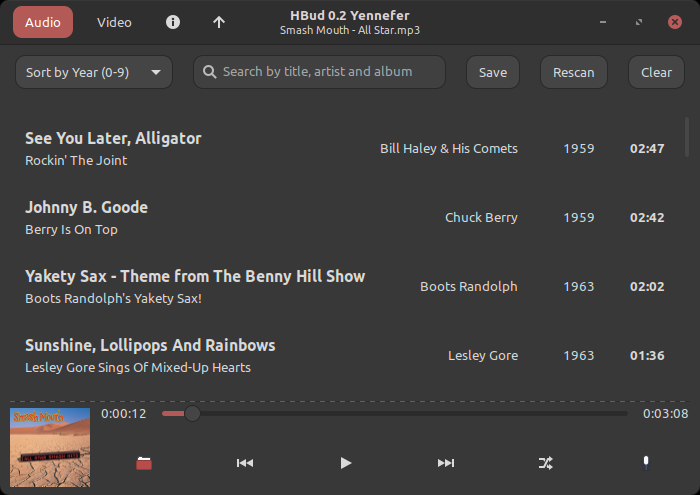 Audio
Video
HBud 0.2 Yennefer
Smash Mouth - All Star.mp3
Sort by Year (0-9)
Search by title, artist and album
Save
Rescan
Clear
See You Later, Alligator
Rockin' The Joint
Bill Haley & His Comets
1959
02:47
Johnny B. Goode
Berry Is On Top
Chuck Berry
1959
02:42
Yakety Sax - Theme from The Benny Hill Show
Boots Randolph's Yakety Sax!
Boots Randolph
1963
02:02
Sunshine, Lollipops And Rainbows
Lesley Gore Sings Of Mixed-Up Hearts
Lesley Gore
1963
01:36
Smash Mouth
0:00:12
0:03:08